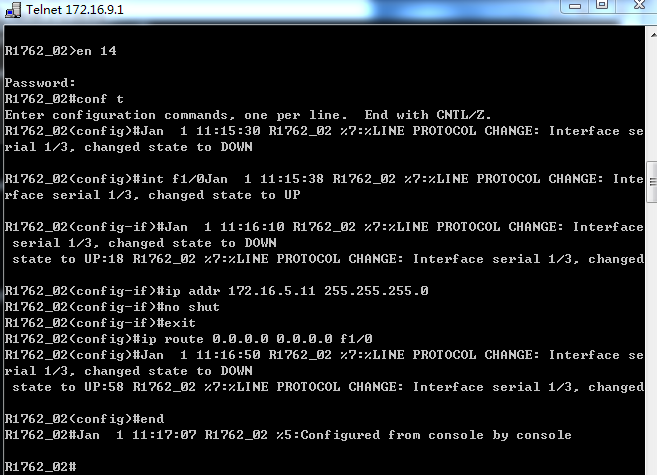 Telnet 172.16.9.1
R1762_02>en 14
Password:
R1762_02#conf t
Enter configuration commands, one per line.  End with CNTL/Z.
R1762_02(config)#Jan  1 11:15:30 R1762_02 %7:%LINE PROTOCOL CHANGE: Interface se
rial 1/3, changed state to DOWN
R1762_02(config)#int f1/0Jan  1 11:15:38 R1762_02 %7:%LINE PROTOCOL CHANGE: Inte
rface serial 1/3, changed state to UP
R1762_02(config-if)#Jan  1 11:16:10 R1762_02 %7:%LINE PROTOCOL CHANGE: Interface
 serial 1/3, changed state to DOWN
 state to UP:18 R1762_02 %7:%LINE PROTOCOL CHANGE: Interface serial 1/3, changed
R1762_02(config-if)#ip addr 172.16.5.11 255.255.255.0
R1762_02(config-if)#no shut
R1762_02(config-if)#exit
R1762_02(config)#ip route 0.0.0.0 0.0.0.0 f1/0
R1762_02(config)#Jan  1 11:16:50 R1762_02 %7:%LINE PROTOCOL CHANGE: Interface se
rial 1/3, changed state to DOWN
 state to UP:58 R1762_02 %7:%LINE PROTOCOL CHANGE: Interface serial 1/3, changed
R1762_02(config)#end
R1762_02#Jan  1 11:17:07 R1762_02 %5:Configured from console by console
R1762_02#